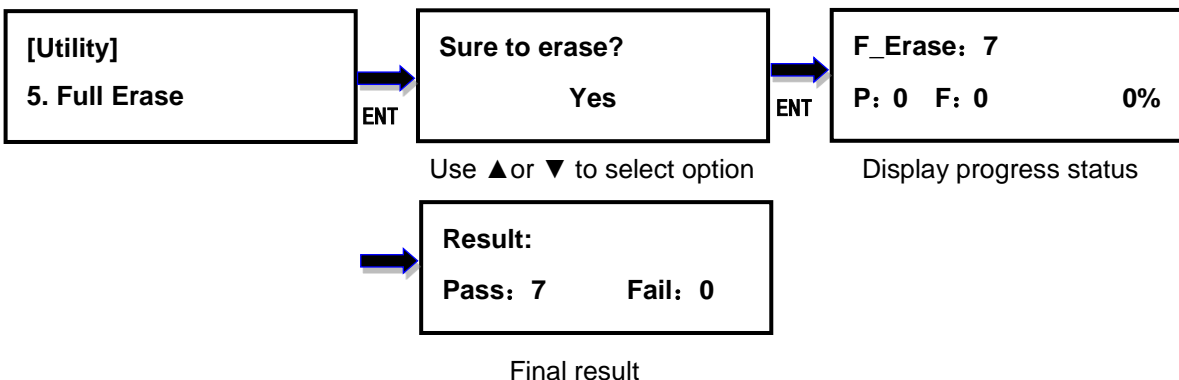 [Utility]
5. Full Erase
ENT
Sure to erase?
Yes
Use ▲or ▼ to select option
ENT
F_Erase：7
P：0 F：0 0%
Display progress status
Result:
Pass：7 Fail：0
Final result